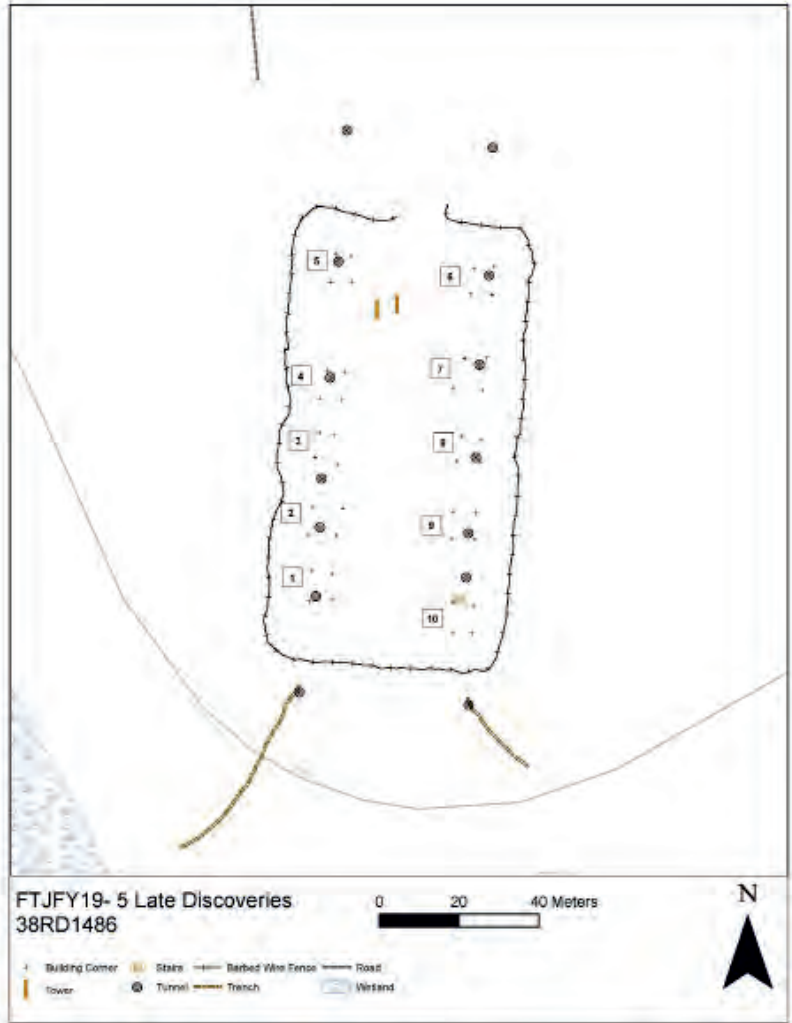 5
6
4
7
3
8
2
9
1
10
FTJFY19- 5 Late Discoveries
38RD1486
0 20 40 Meters
N
Building Corner Stairs Barbed Wire Fence Road
Tower Tunnel Trench Wetland